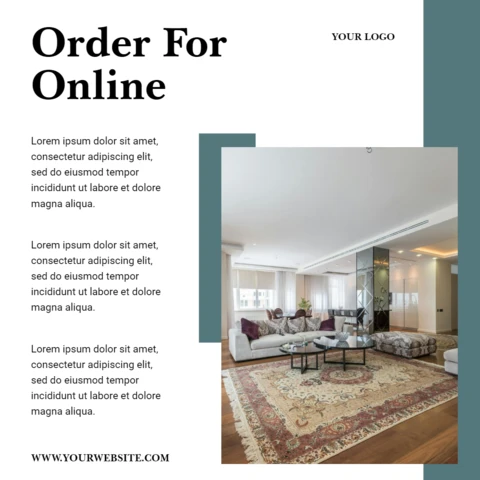 Order For
Online
YOUR LOGO
Lorem ipsum dolor sit amet,
consectetur adipiscing elit,
sed do eiusmod tempor
incididunt ut labore et dolore
magna aliqua.
Lorem ipsum dolor sit amet,
consectetur adipiscing elit,
sed do eiusmod tempor
incididunt ut labore et dolore
magna aliqua.
Lorem ipsum dolor sit amet,
consectetur adipiscing elit,
sed do eiusmod tempor
incididunt ut labore et dolore
magna aliqua.
WWW.YOURWEBSITE.COM